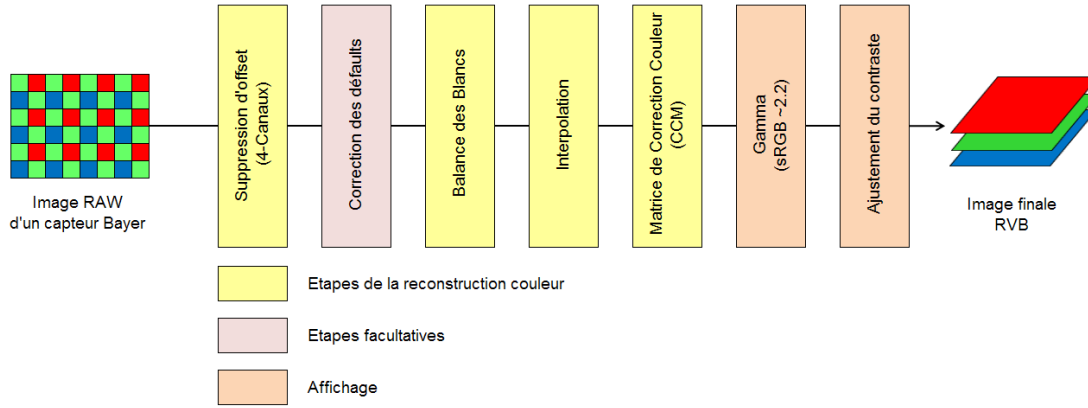 Image RAW
d'un capteur Bayer
Suppression d'offset
(4-Canaux)
Correction des défaults
Balance des Blancs
Interpolation
Matrice de Correction Couleur
(CCM)
Gamma
(sRGB ~2.2)
Ajustement du contraste
Image finale
RVB
Etapes de la reconstruction couleur
Etapes facultatives
Affichage